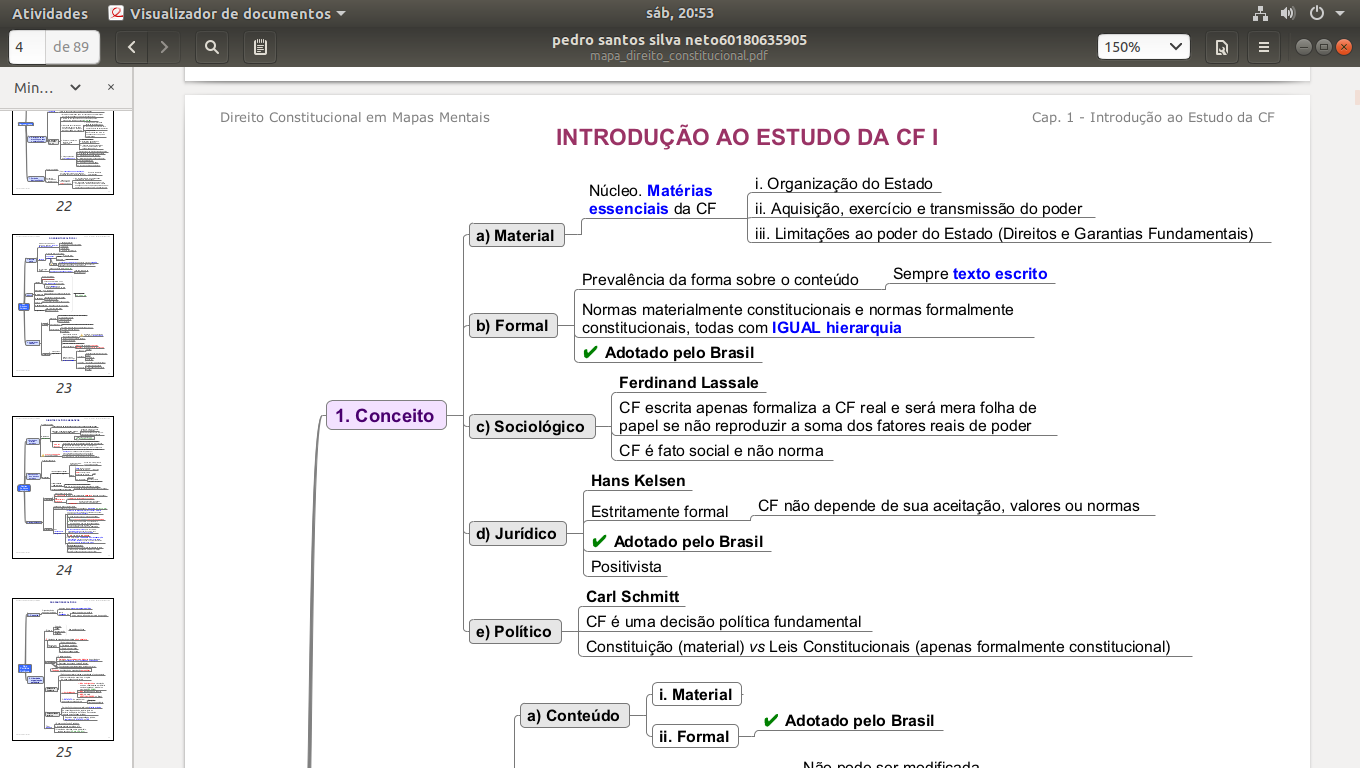 Atividades
Visualizador de documentos
sáb, 20:53
4
de 89
pedro santos silva neto60180635905
mapa_direito_constitucional.pdf
150%
Min...
22
23
24
25
Direito Constitucional em Mapas Mentais
Cap. 1 - Introdução ao Estudo da CF
INTRODUÇÃO AO ESTUDO DA CF I
1. Conceito
a) Material
Núcleo. Matérias
essenciais da CF
i. Organização do Estado
ii. Aquisição, exercício e transmissão do poder
iii. Limitações ao poder do Estado (Direitos e Garantias Fundamentais)
b) Formal
Prevalência da forma sobre o conteúdo
Sempre texto escrito
Normas materialmente constitucionais e normas formalmente
constitucionais, todas com IGUAL hierarquia
✔ Adotado pelo Brasil
c) Sociológico
Ferdinand Lassale
CF escrita apenas formaliza a CF real e será mera folha de
papel se não reproduzir a soma dos fatores reais de poder
CF é fato social e não norma
d) Jurídico
Hans Kelsen
Estritamente formal
CF não depende de sua aceitação, valores ou normas
✔ Adotado pelo Brasil
Positivista
e) Político
Carl Schmitt
CF é uma decisão política fundamental
Constituição (material) vs Leis Constitucionais (apenas formalmente constitucional)
a) Conteúdo
i. Material
ii. Formal
✔ Adotado pelo Brasil
Não pode ser modificada